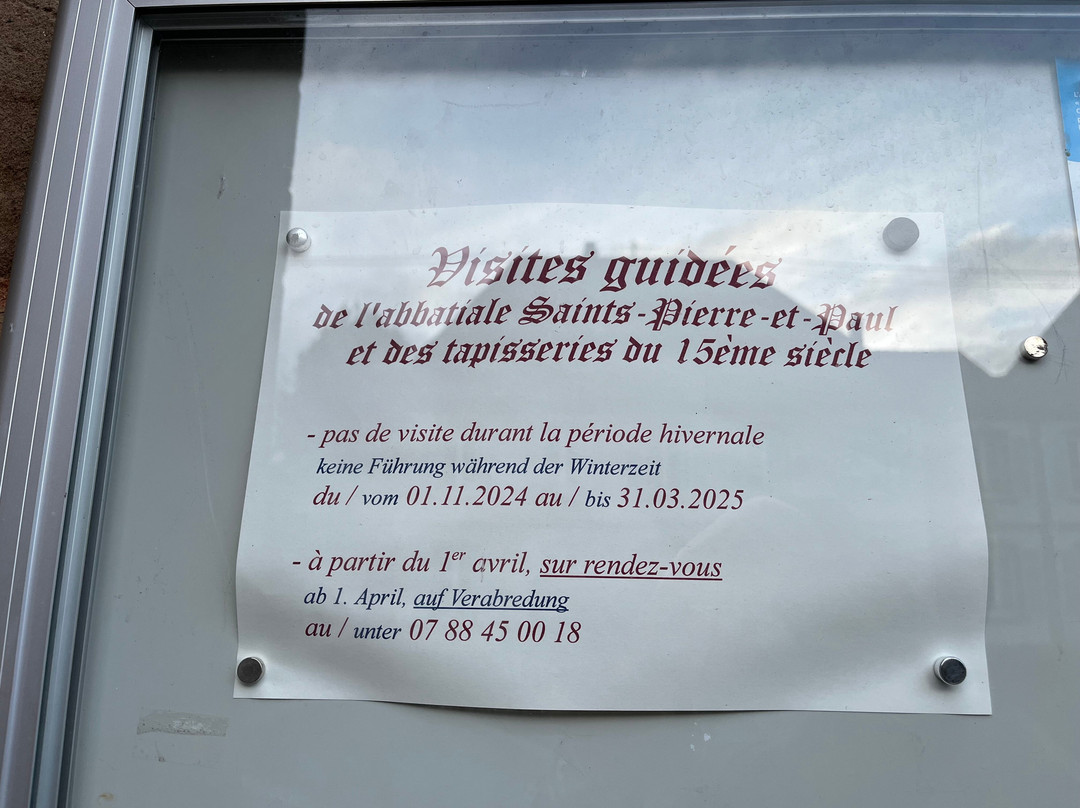 Visites guidées
de l'abbatiale Saints-Pierre-et-Paul
et des tapisseries du 15ème siècle
- pas de visite durant la période hivernale
keine Führung während der Winterzeit
du / vom 01.11.2024 au / bis 31.03.2025
- à partir du 1er avril, sur rendez-vous
ab 1. April, auf Verabredung
au / unter 07 88 45 00 18